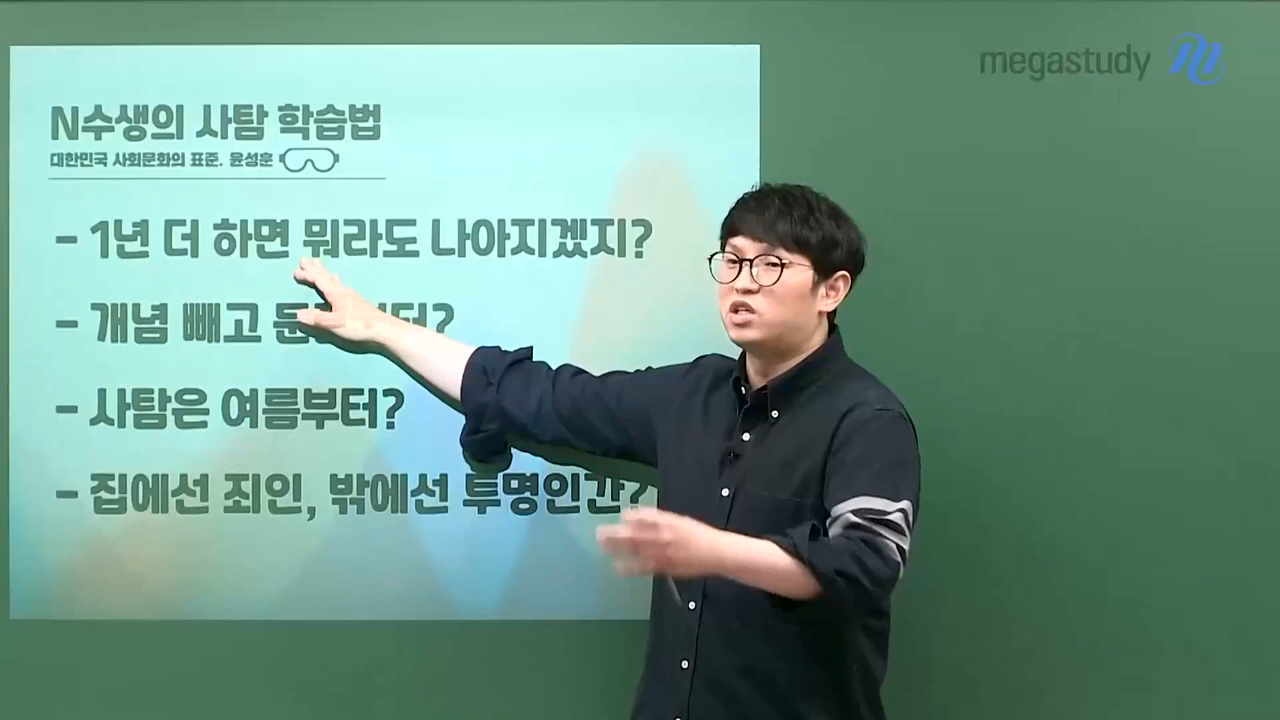 megastudy
N수생의 사탐 학습법
대한민국 사회문화의 표준. 윤성훈
- 1년 더 하면 뭐라도 나아지겠지?
- 개념 빼고
- 사탐은 여름부터?
- 집에선 죄인, 밖에선 투명인간?